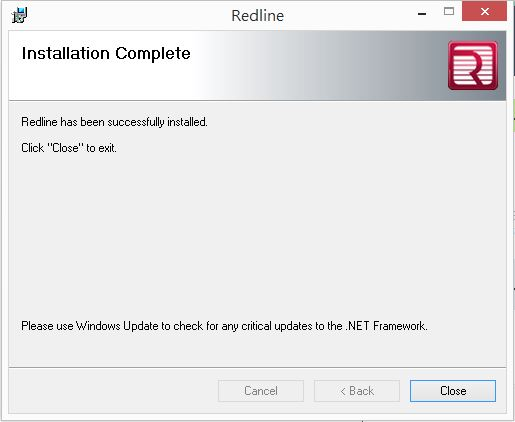 Redline
Installation Complete
R
Redline has been successfully installed.
Click "Close" to exit.
Please use Windows Update to check for any critical updates to the .NET Framework.
Cancel
< Back
Close